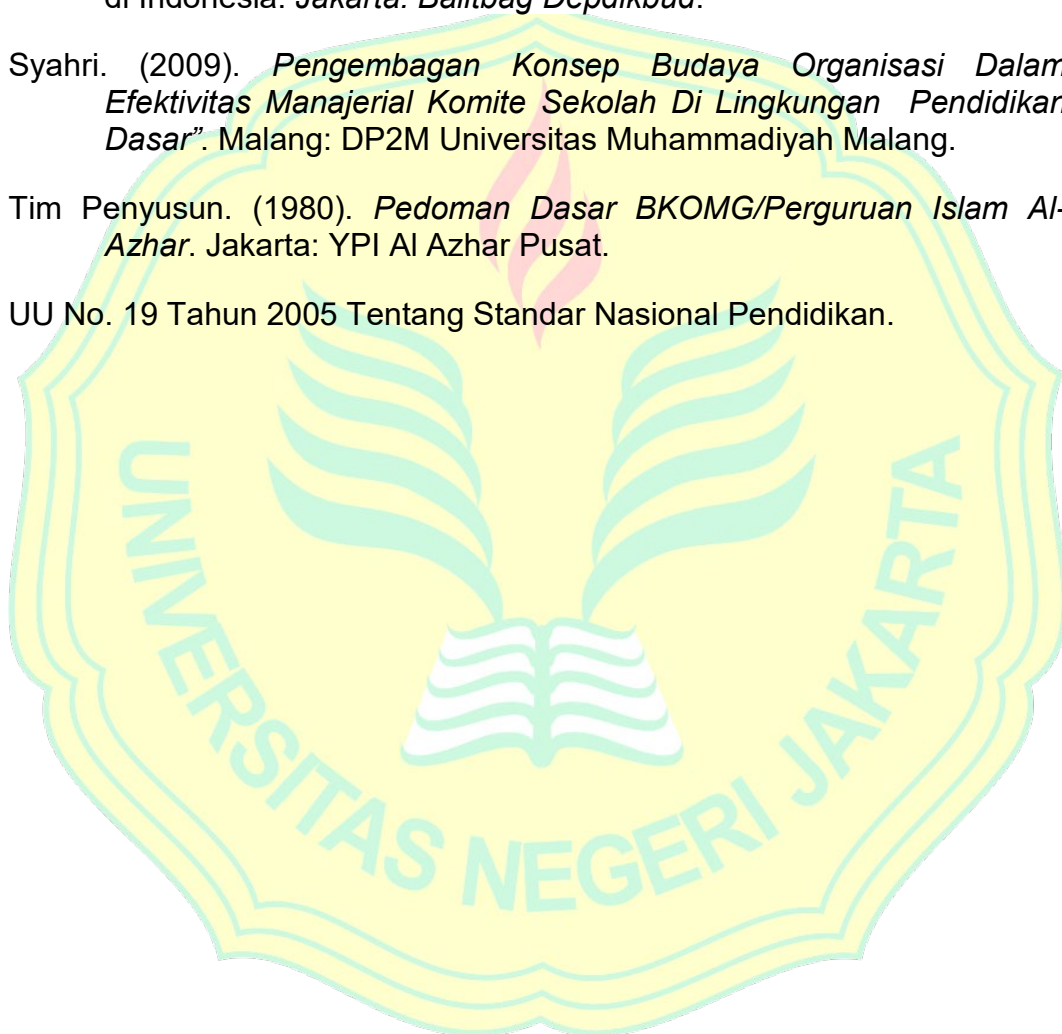 di Indonesia. Jakarta: Balitbag Depdikbud.
Syahri. (2009). Pengembagan Konsep Budaya Organisasi Dalam
Efektivitas Manajerial Komite Sekolah Di Lingkungan Pendidikan
Dasar”. Malang: DP2M Universitas Muhammadiyah Malang.
Tim Penyusun. (1980). Pedoman Dasar BKOMG/Perguruan Islam Al-
Azhar. Jakarta: YPI Al Azhar Pusat.
UU No. 19 Tahun 2005 Tentang Standar Nasional Pendidikan.
UNIVERSITAS NEGERI JAKARTA